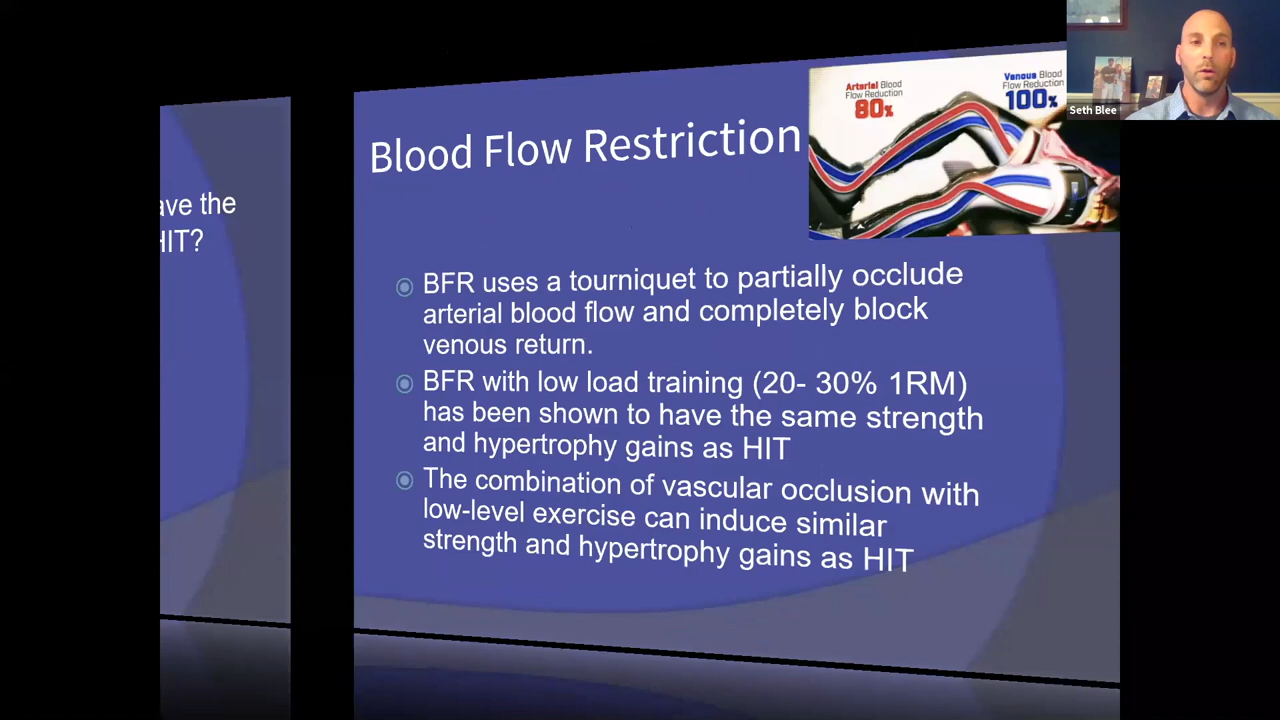 ave the
HIT?
Blood Flow Restriction
Arterial Blood
Flow Reduction
80%
Venous Blood
Flow Reduction
100%
Seth Blee
BFR uses a tourniquet to partially occlude
arterial blood flow and completely block
venous return.
BFR with low load training (20- 30% 1RM)
has been shown to have the same strength
and hypertrophy gains as HIT
The combination of vascular occlusion with
low-level exercise can induce similar
strength and hypertrophy gains as HIT